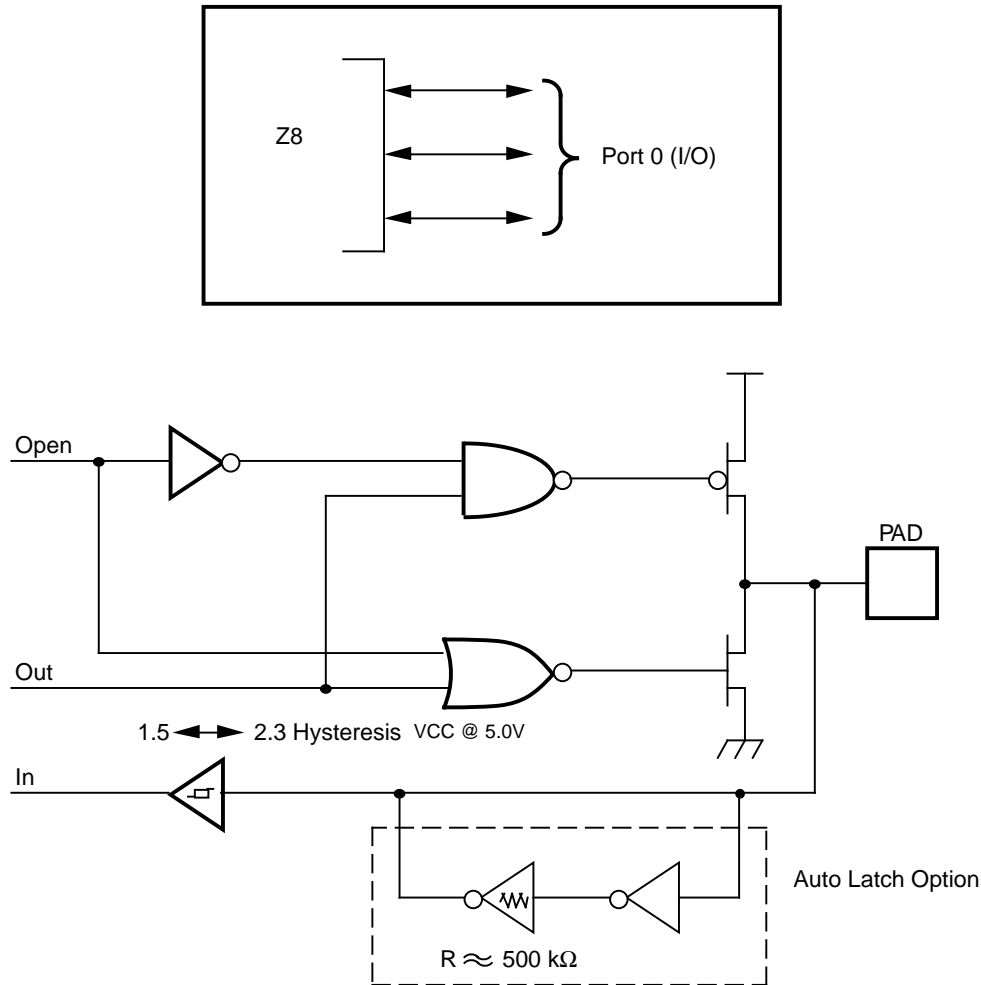 Z8
Port 0 (I/O)
Open
PAD
Out
1.5 2.3 Hysteresis VCC @ 5.0V
In
Auto Latch Option
R ≈ 500 kΩ